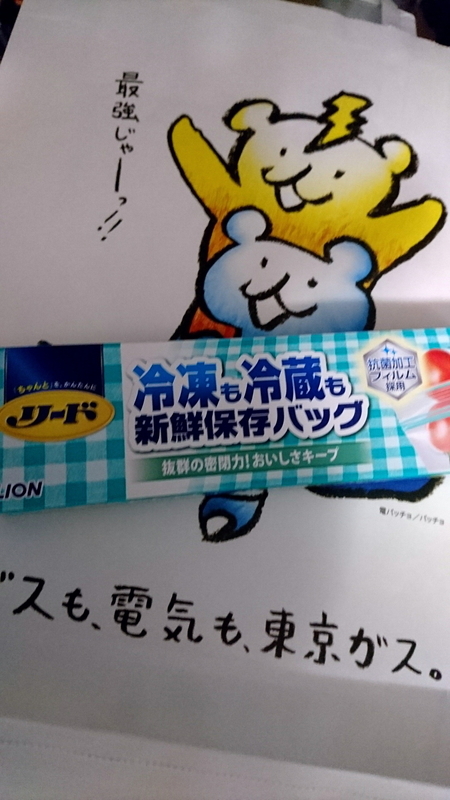 最強じゃーっ!!
「ちゃんと」を、かんたんに
リード
LION
冷凍も冷蔵も
新鮮保存バッグ
抜群の密閉力!おいしさキープ
抗菌加工
フィルム
採用
電パッチョ/パッチョ
ガスも、電気も、東京ガス。